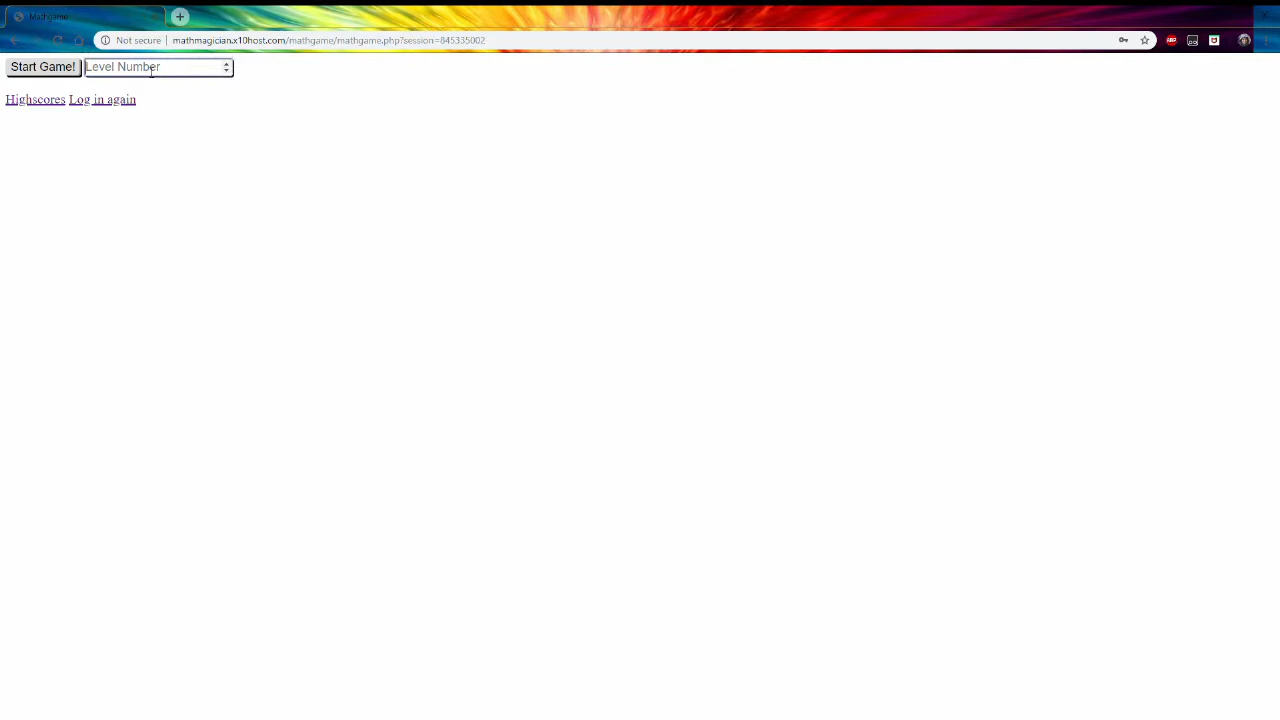 Mathgame
Not secure mathmagician.x10host.com/mathgame/mathgame.php?session=845335002
Start Game! Level Number
Highscores Log in again